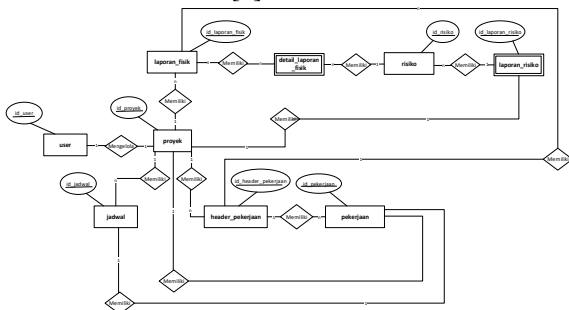 id_laporan_fisik
id_risiko
id_laporan_risiko
laporan_fisik
Memiliki
detail_laporan
_fisik
Memiliki
risiko
Memiliki
laporan_risiko
Memiliki
id_proyek
Memiliki
id_user
user
Mengelola
proyek
Memiliki
Memiliki
Memiliki
id_header_pekerjaan
id_pekerjaan
id_jadwal
jadwal
header_pekerjaan
Memiliki
pekerjaan
Memiliki
Memiliki